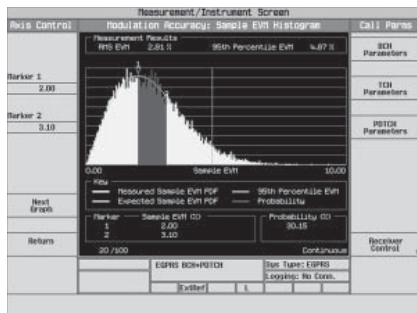 Measurement/Instrument Screen
Axis Control
Modulation Accuracy: Sample EVM Histogram
Call Parms
Measurement Results
RMS EVM 2.81 % 95th Percentile EVM 4.87 %
BCH
Parameters
Marker 1
2.00
TCH
Parameters
Marker 2
3.10
PDTCH
Parameters
0.00 Sample EVM 10.00
Key
Measured Sample EVM PDF 95th Percentile EVM
Expected Sample EVM PDF Probability
Next
Graph
Marker Sample EVM (%) Probability (%)
1 2.00 30.15
2 3.10
Return
20 /100 Continuous
Receiver
Control
EGPRS BCH+PDTCH Sys Type: EGPRS
Logging: No Conn.
ExtRef L